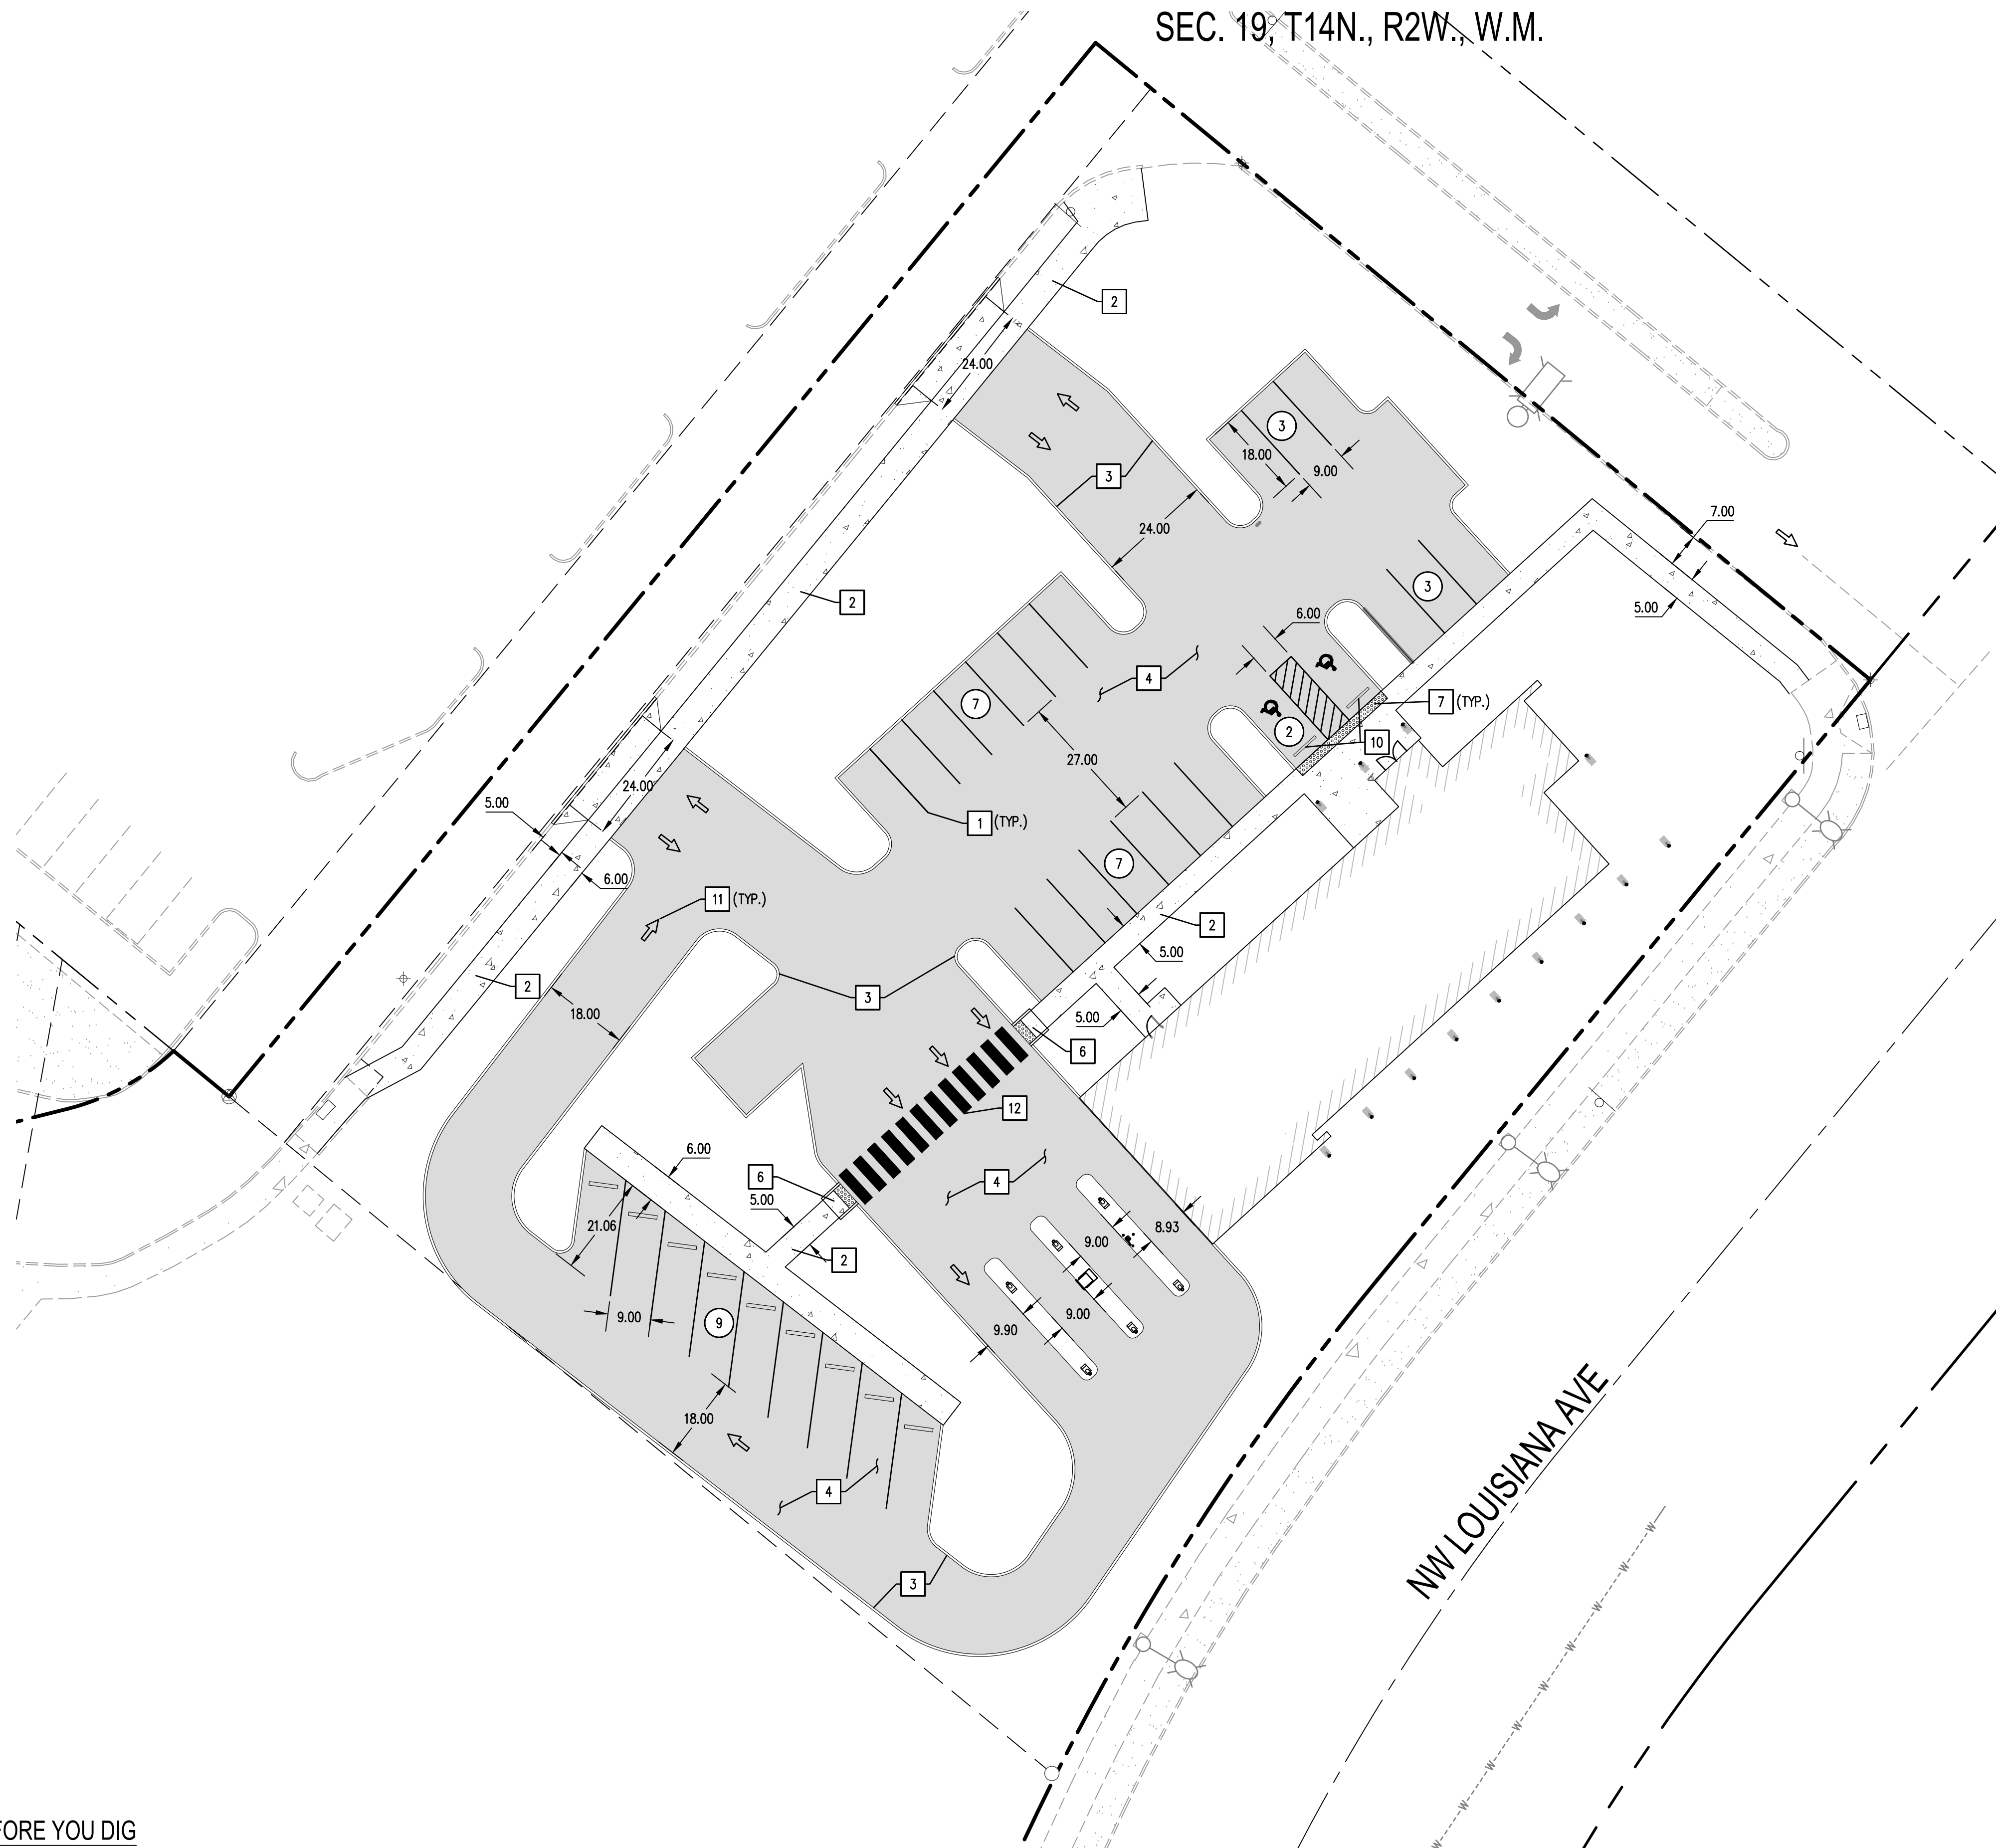 SEC. 19, T14N., R2W., W.M.
2
24.00
3
18.00
9.00
3
24.00
7.00
3
5.00
2
6.00
4
7
7 (TYP.)
2
10
27.00
24.00
5.00
1 (TYP.)
7
6.00
11 (TYP.)
2
5.00
2
3
18.00
5.00
6
12
6.00
6
4
5.00
21.06
8.93
9.00
2
9.00
9.00
9
9.90
18.00
4
3
NW LOUISIANA AVE
W
W
W
W
W
W
W
W
W
FORE YOU DIG